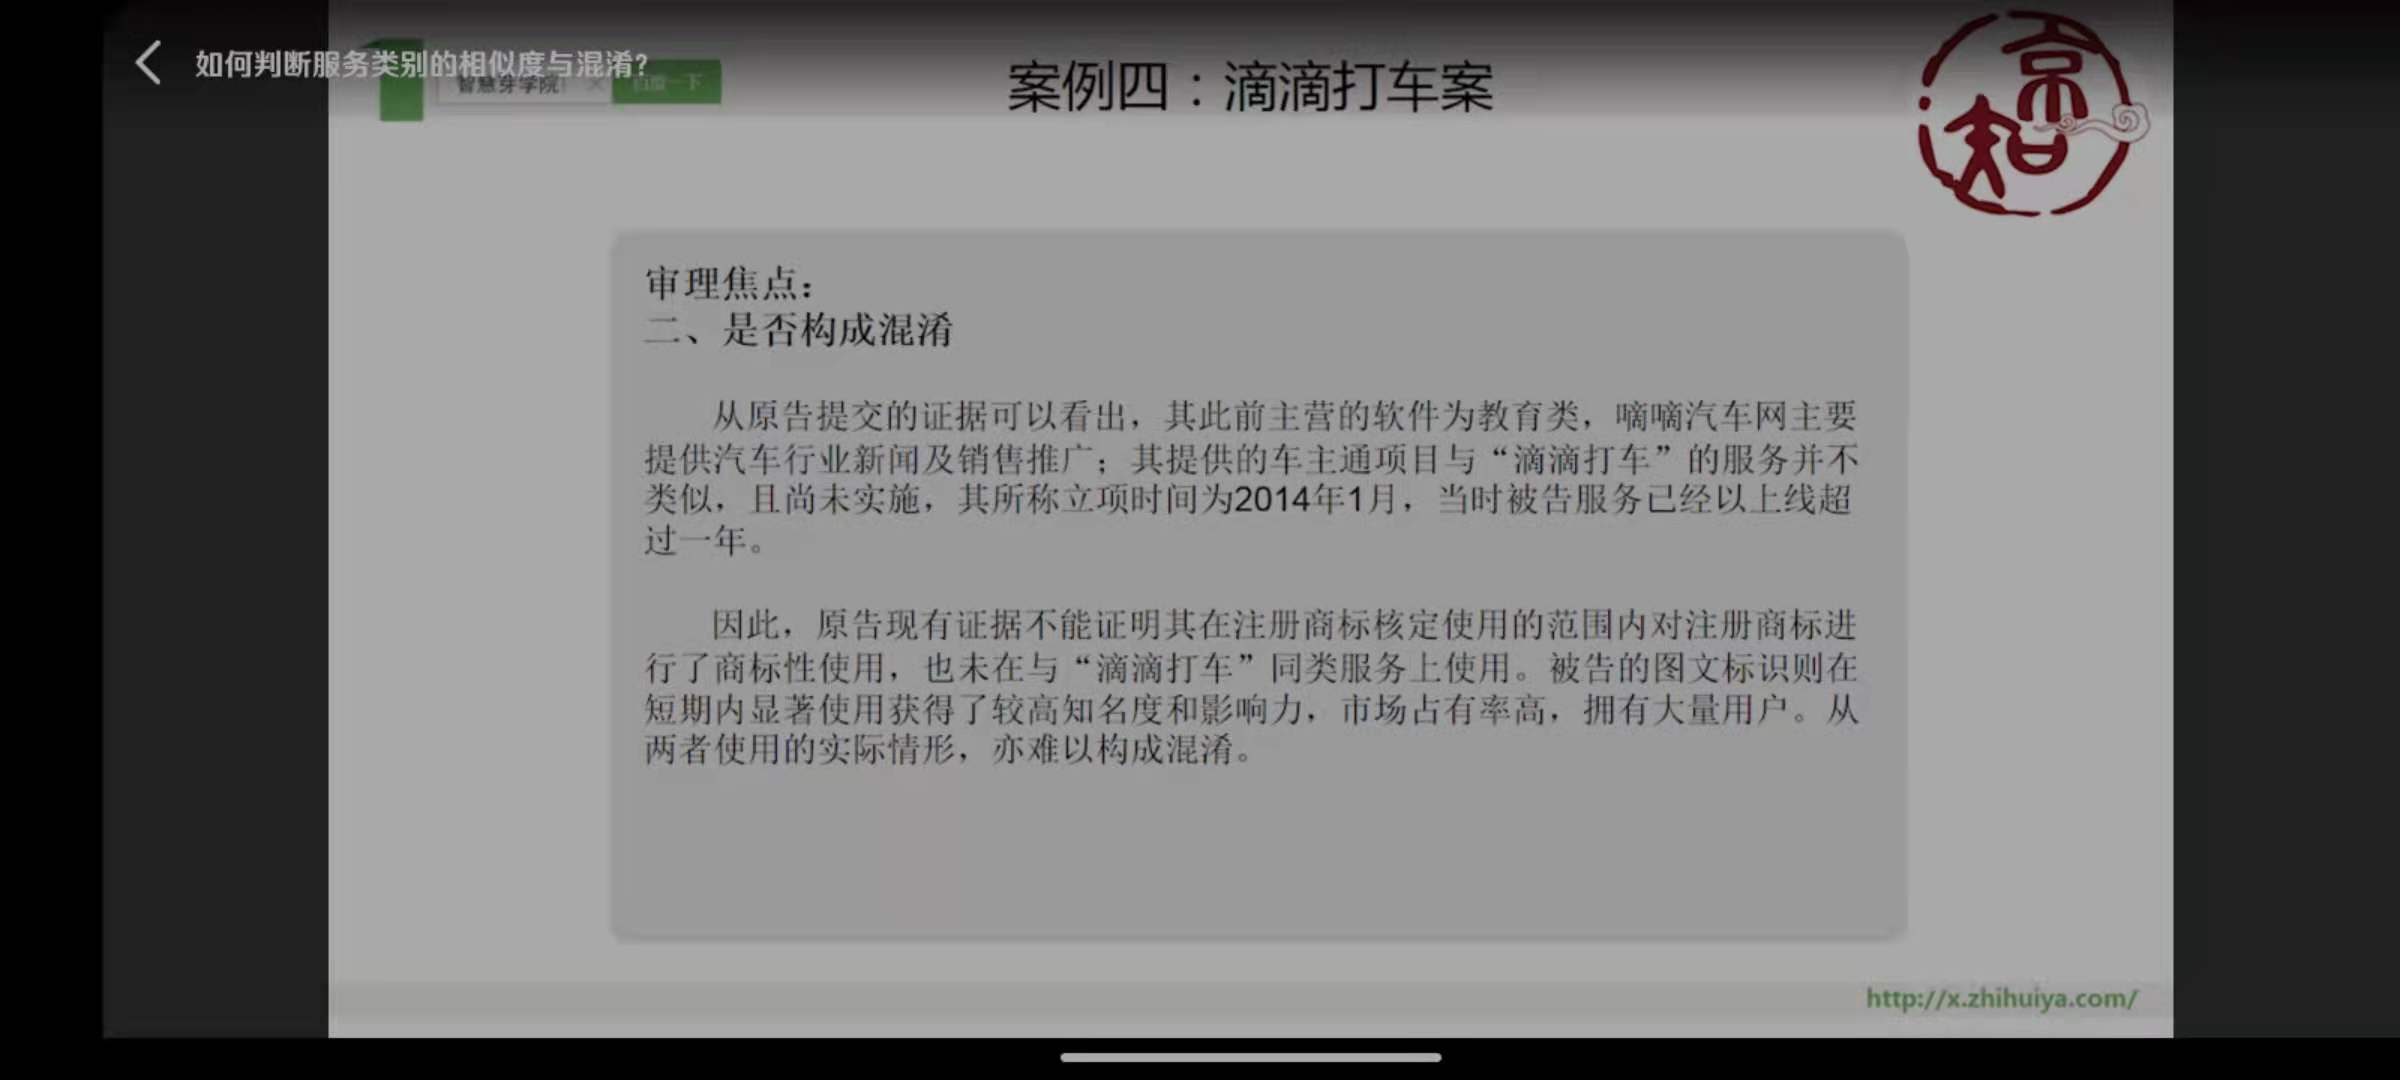 如何判断服务类别的相似度与混淆?
智慧芽学院
百度一下
案例四：滴滴打车案
京知
审理焦点：
二、是否构成混淆
从原告提交的证据可以看出，其此前主营的软件为教育类，嘀嘀汽车网主要
提供汽车行业新闻及销售推广；其提供的车主通项目与“滴滴打车”的服务并不
类似，且尚未实施，其所称立项时间为2014年1月，当时被告服务已经以上线超
过一年。
因此，原告现有证据不能证明其在注册商标核定使用的范围内对注册商标进
行了商标性使用，也未在与“滴滴打车”同类服务上使用。被告的图文标识则在
短期内显著使用获得了较高知名度和影响力，市场占有率高，拥有大量用户。从
两者使用的实际情形，亦难以构成混淆。
http://x.zhihuiya.com/